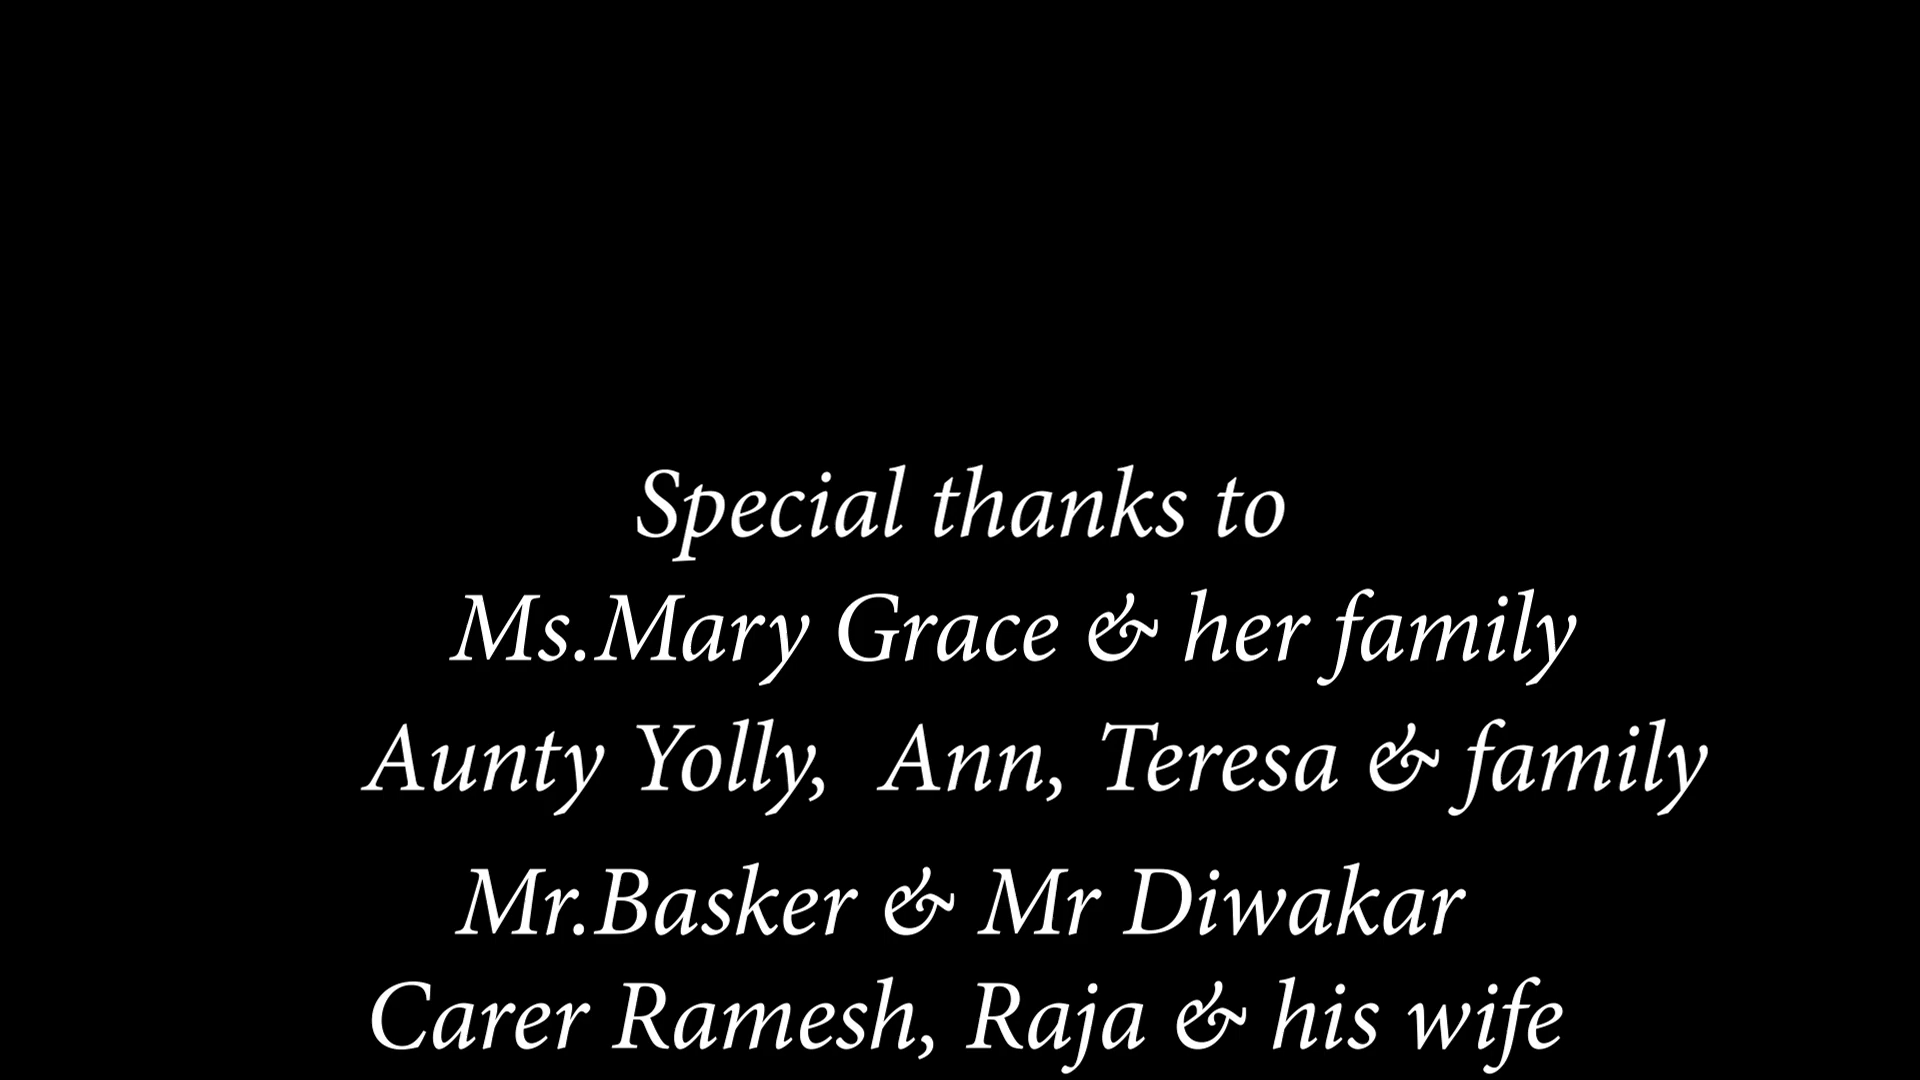 Special thanks to
Ms.Mary Grace & her family
Aunty Yolly,  Ann, Teresa & family
Mr.Basker & Mr Diwakar
Carer Ramesh, Raja & his wife